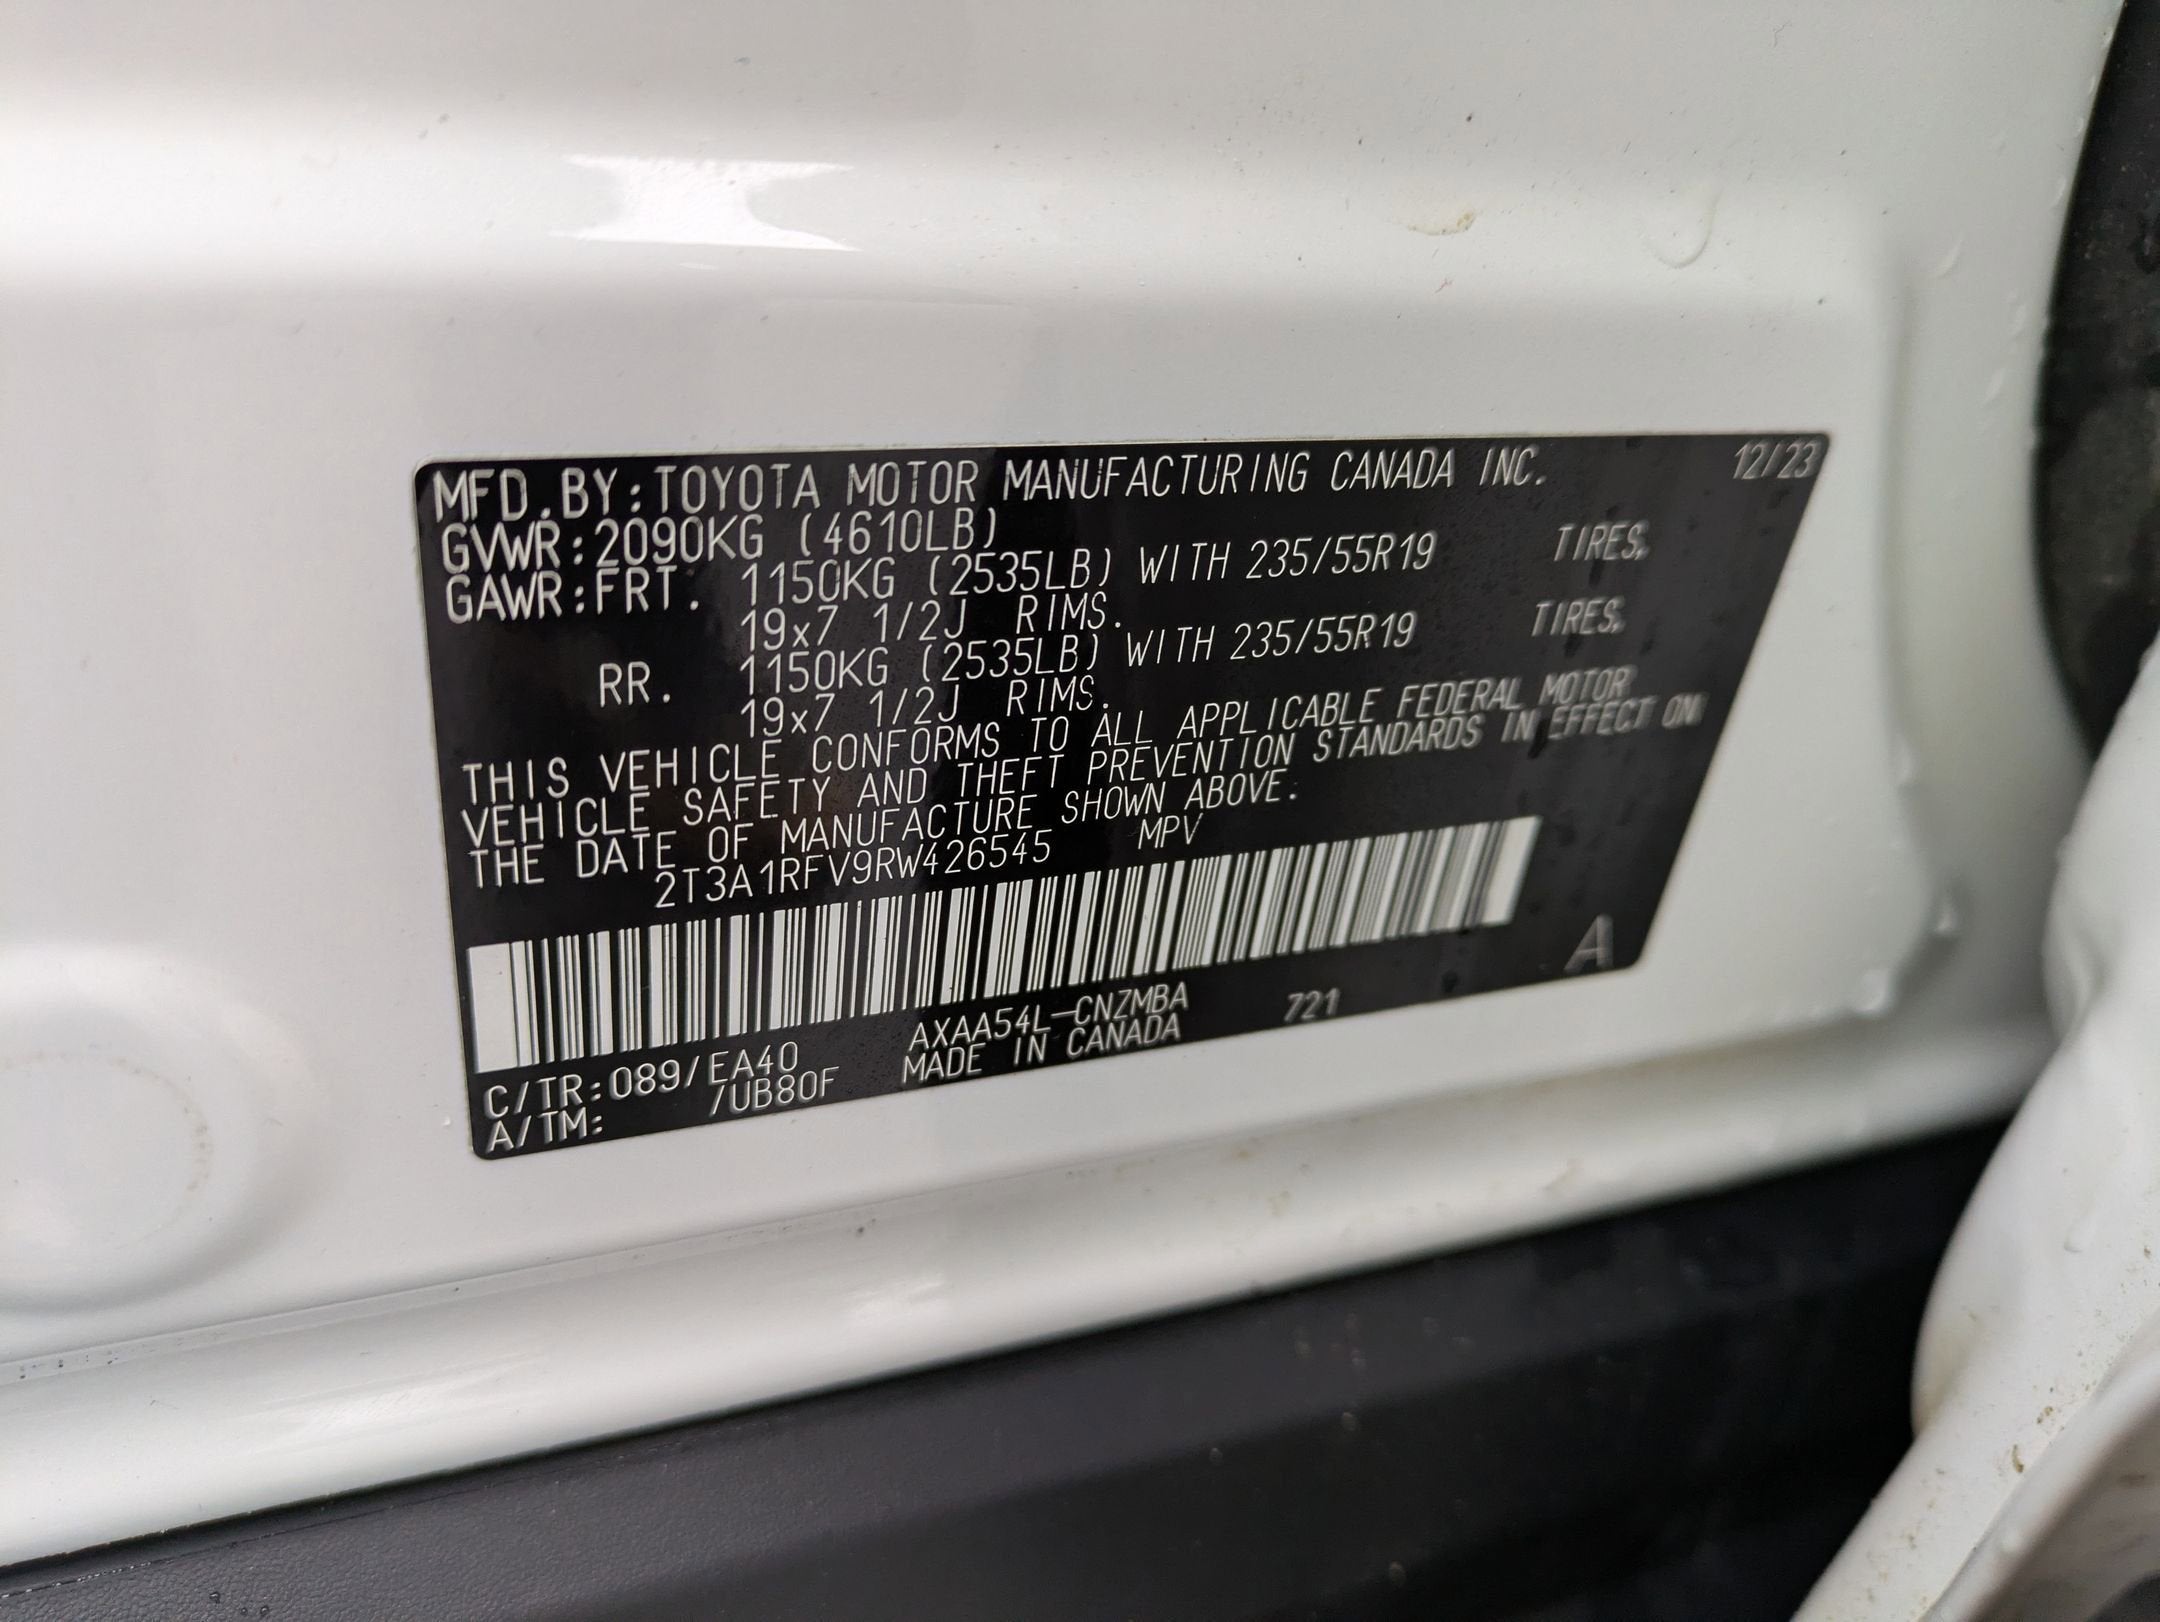 MFD.BY:TOYOTA MOTOR MANUFACTURING CANADA INC. 12/23
GVWR:2090KG (4610LB)
GAWR:FRT. 1150KG (2535LB) WITH 235/55R19 TIRES,
19x7 1/2J RIMS.
RR. 1150KG (2535LB) WITH 235/55R19 TIRES,
19x7 1/2J RIMS.
THIS VEHICLE CONFORMS TO ALL APPLICABLE FEDERAL MOTOR
VEHICLE SAFETY AND THEFT PREVENTION STANDARDS IN EFFECT ON
THE DATE OF MANUFACTURE SHOWN ABOVE.
2T3A1RFV9RW426545 MPV
A
C/TR:089/EA40 AXAA54L-CNZMBA 721
A/TM: /UB80F MADE IN CANADA